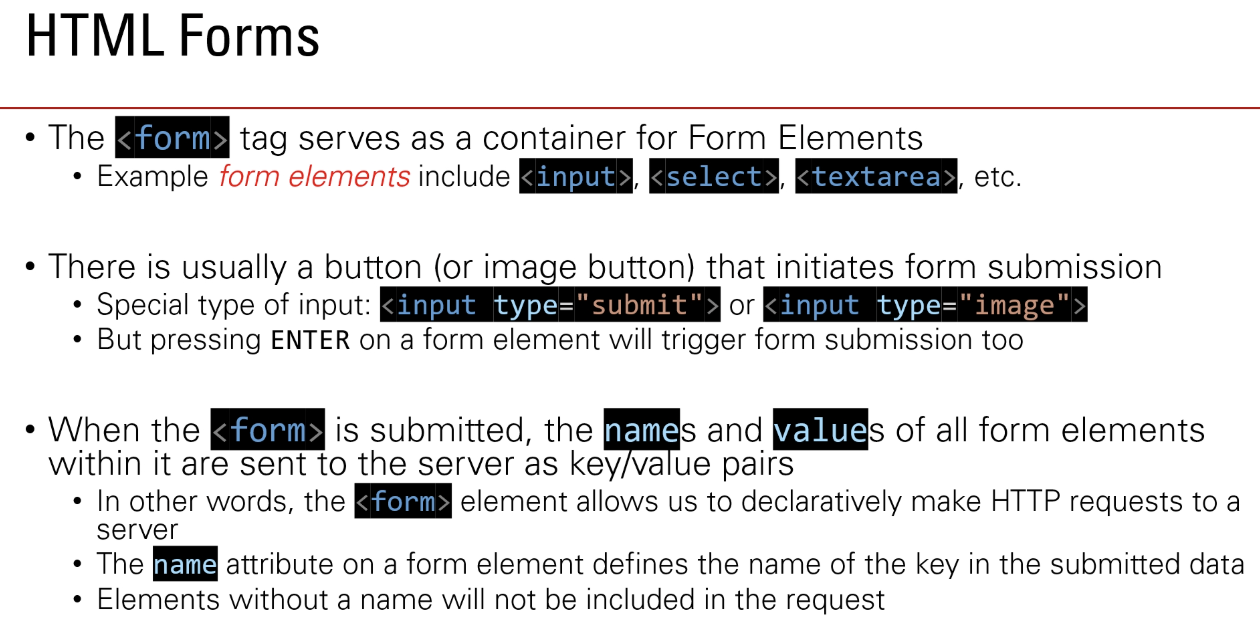 HTML Forms
• The <form> tag serves as a container for Form Elements
• Example form elements include <input>, <select>, <textarea>, etc.
• There is usually a button (or image button) that initiates form submission
• Special type of input: <input type="submit"> or <input type="image">
• But pressing ENTER on a form element will trigger form submission too
• When the <form> is submitted, the names and values of all form elements
within it are sent to the server as key/value pairs
• In other words, the <form> element allows us to declaratively make HTTP requests to a
server
• The name attribute on a form element defines the name of the key in the submitted data
• Elements without a name will not be included in the request